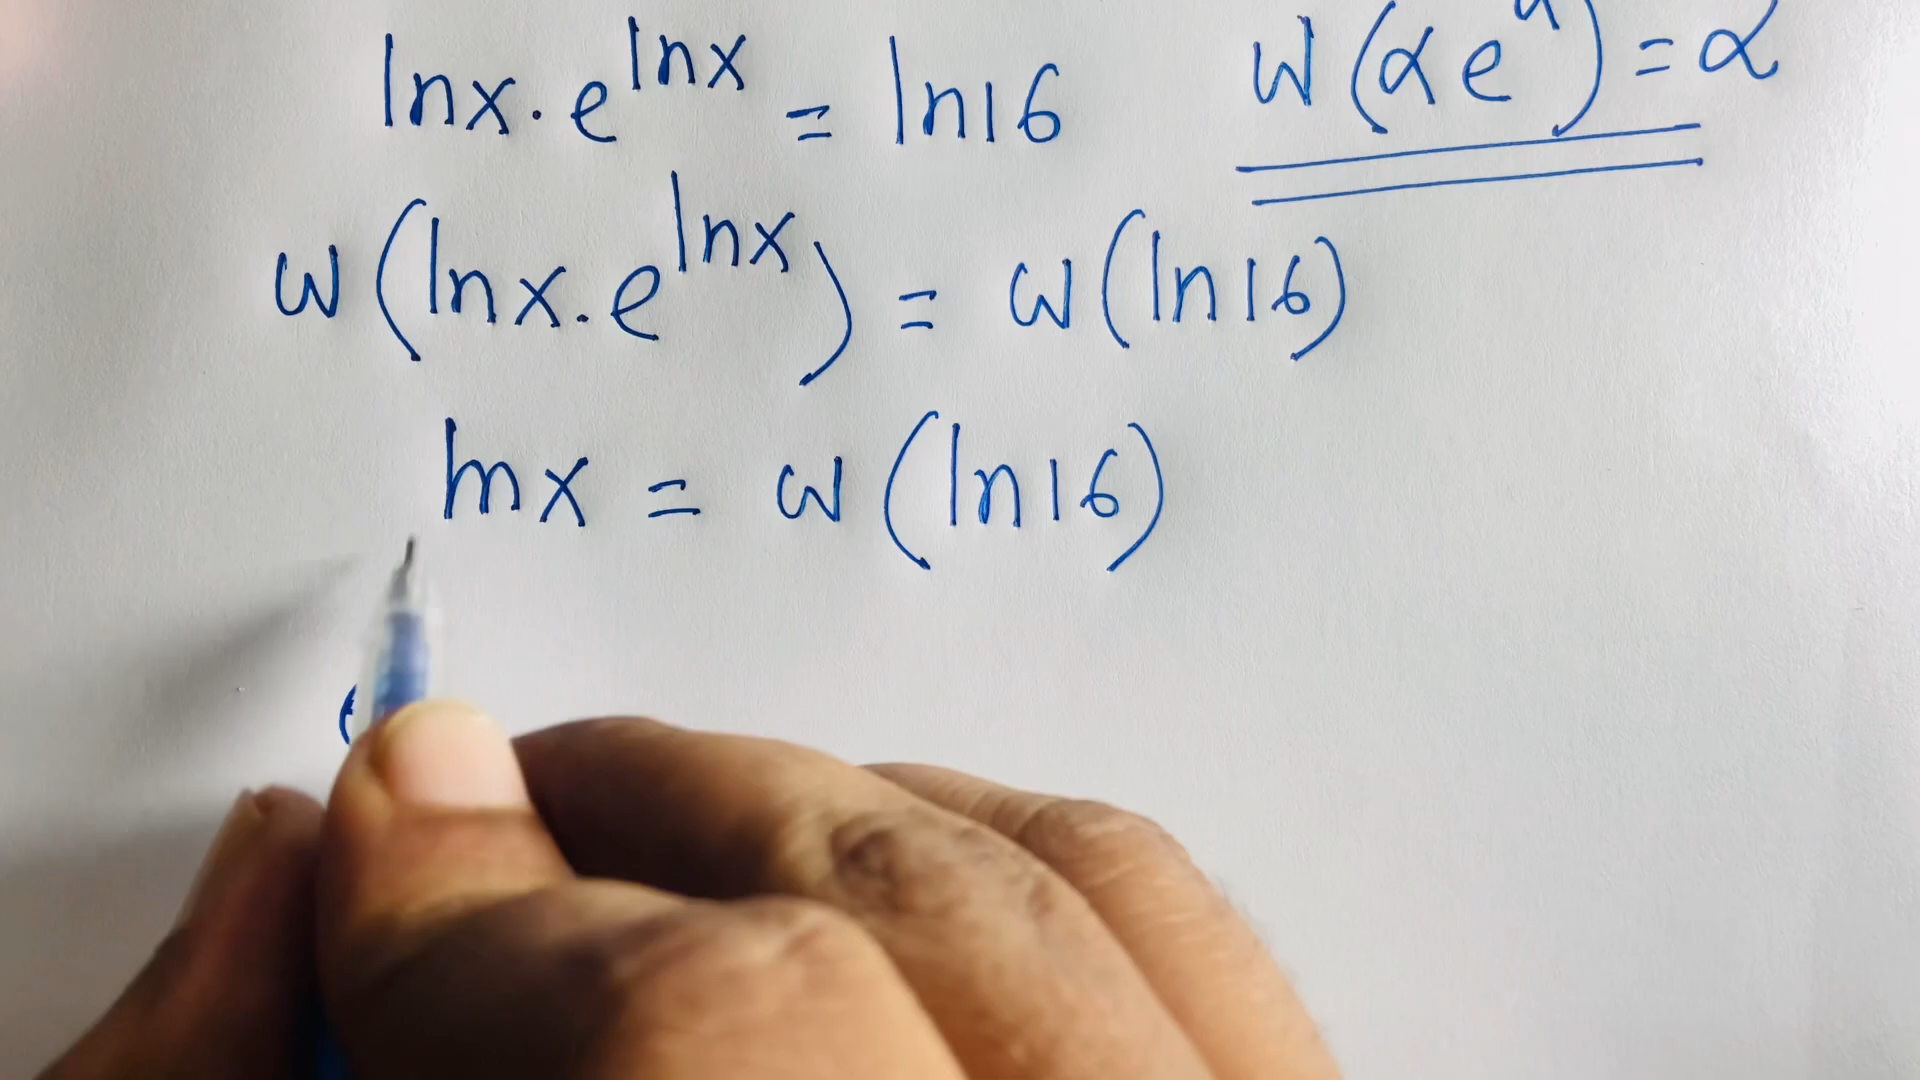 lnx·e^lnx = ln16
W(αe^α) = α
W(lnx.e^lnx) = W(ln16)
lnx = W(ln16)